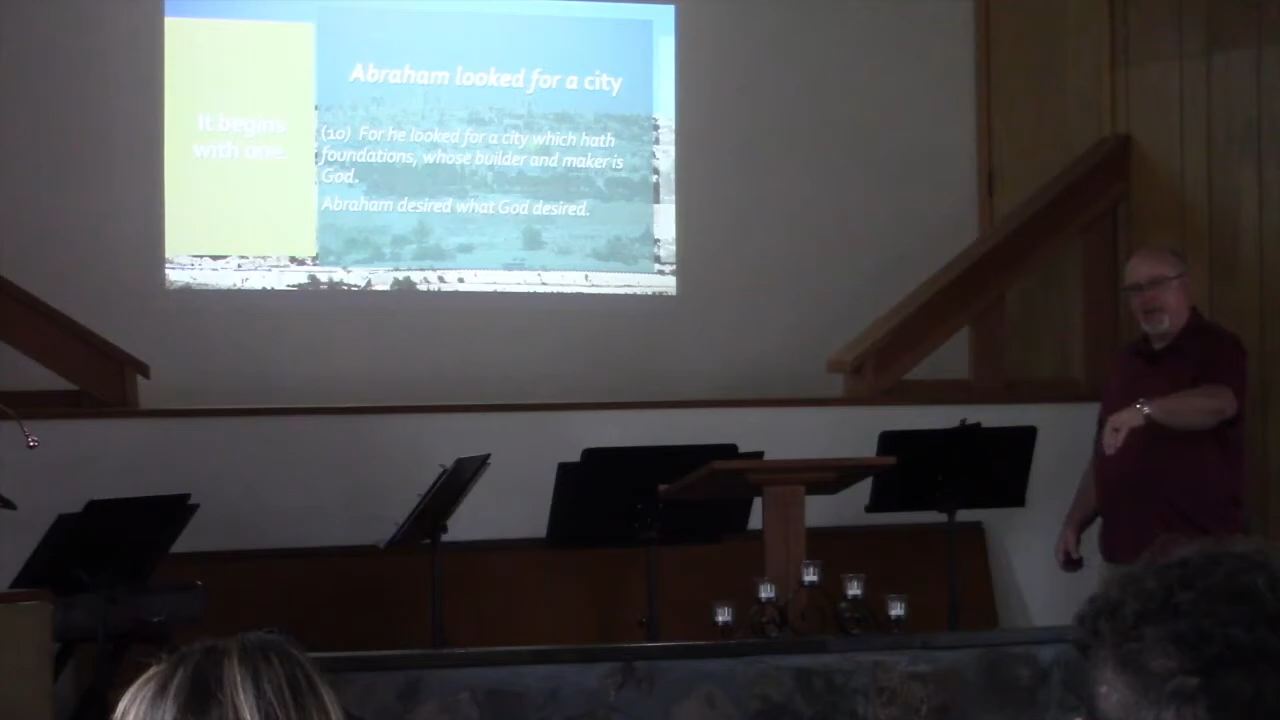 Abraham looked for a city
It begins
with one.
(10) For he looked for a city which hath
foundations, whose builder and maker is
God.
Abraham desired what God desired.